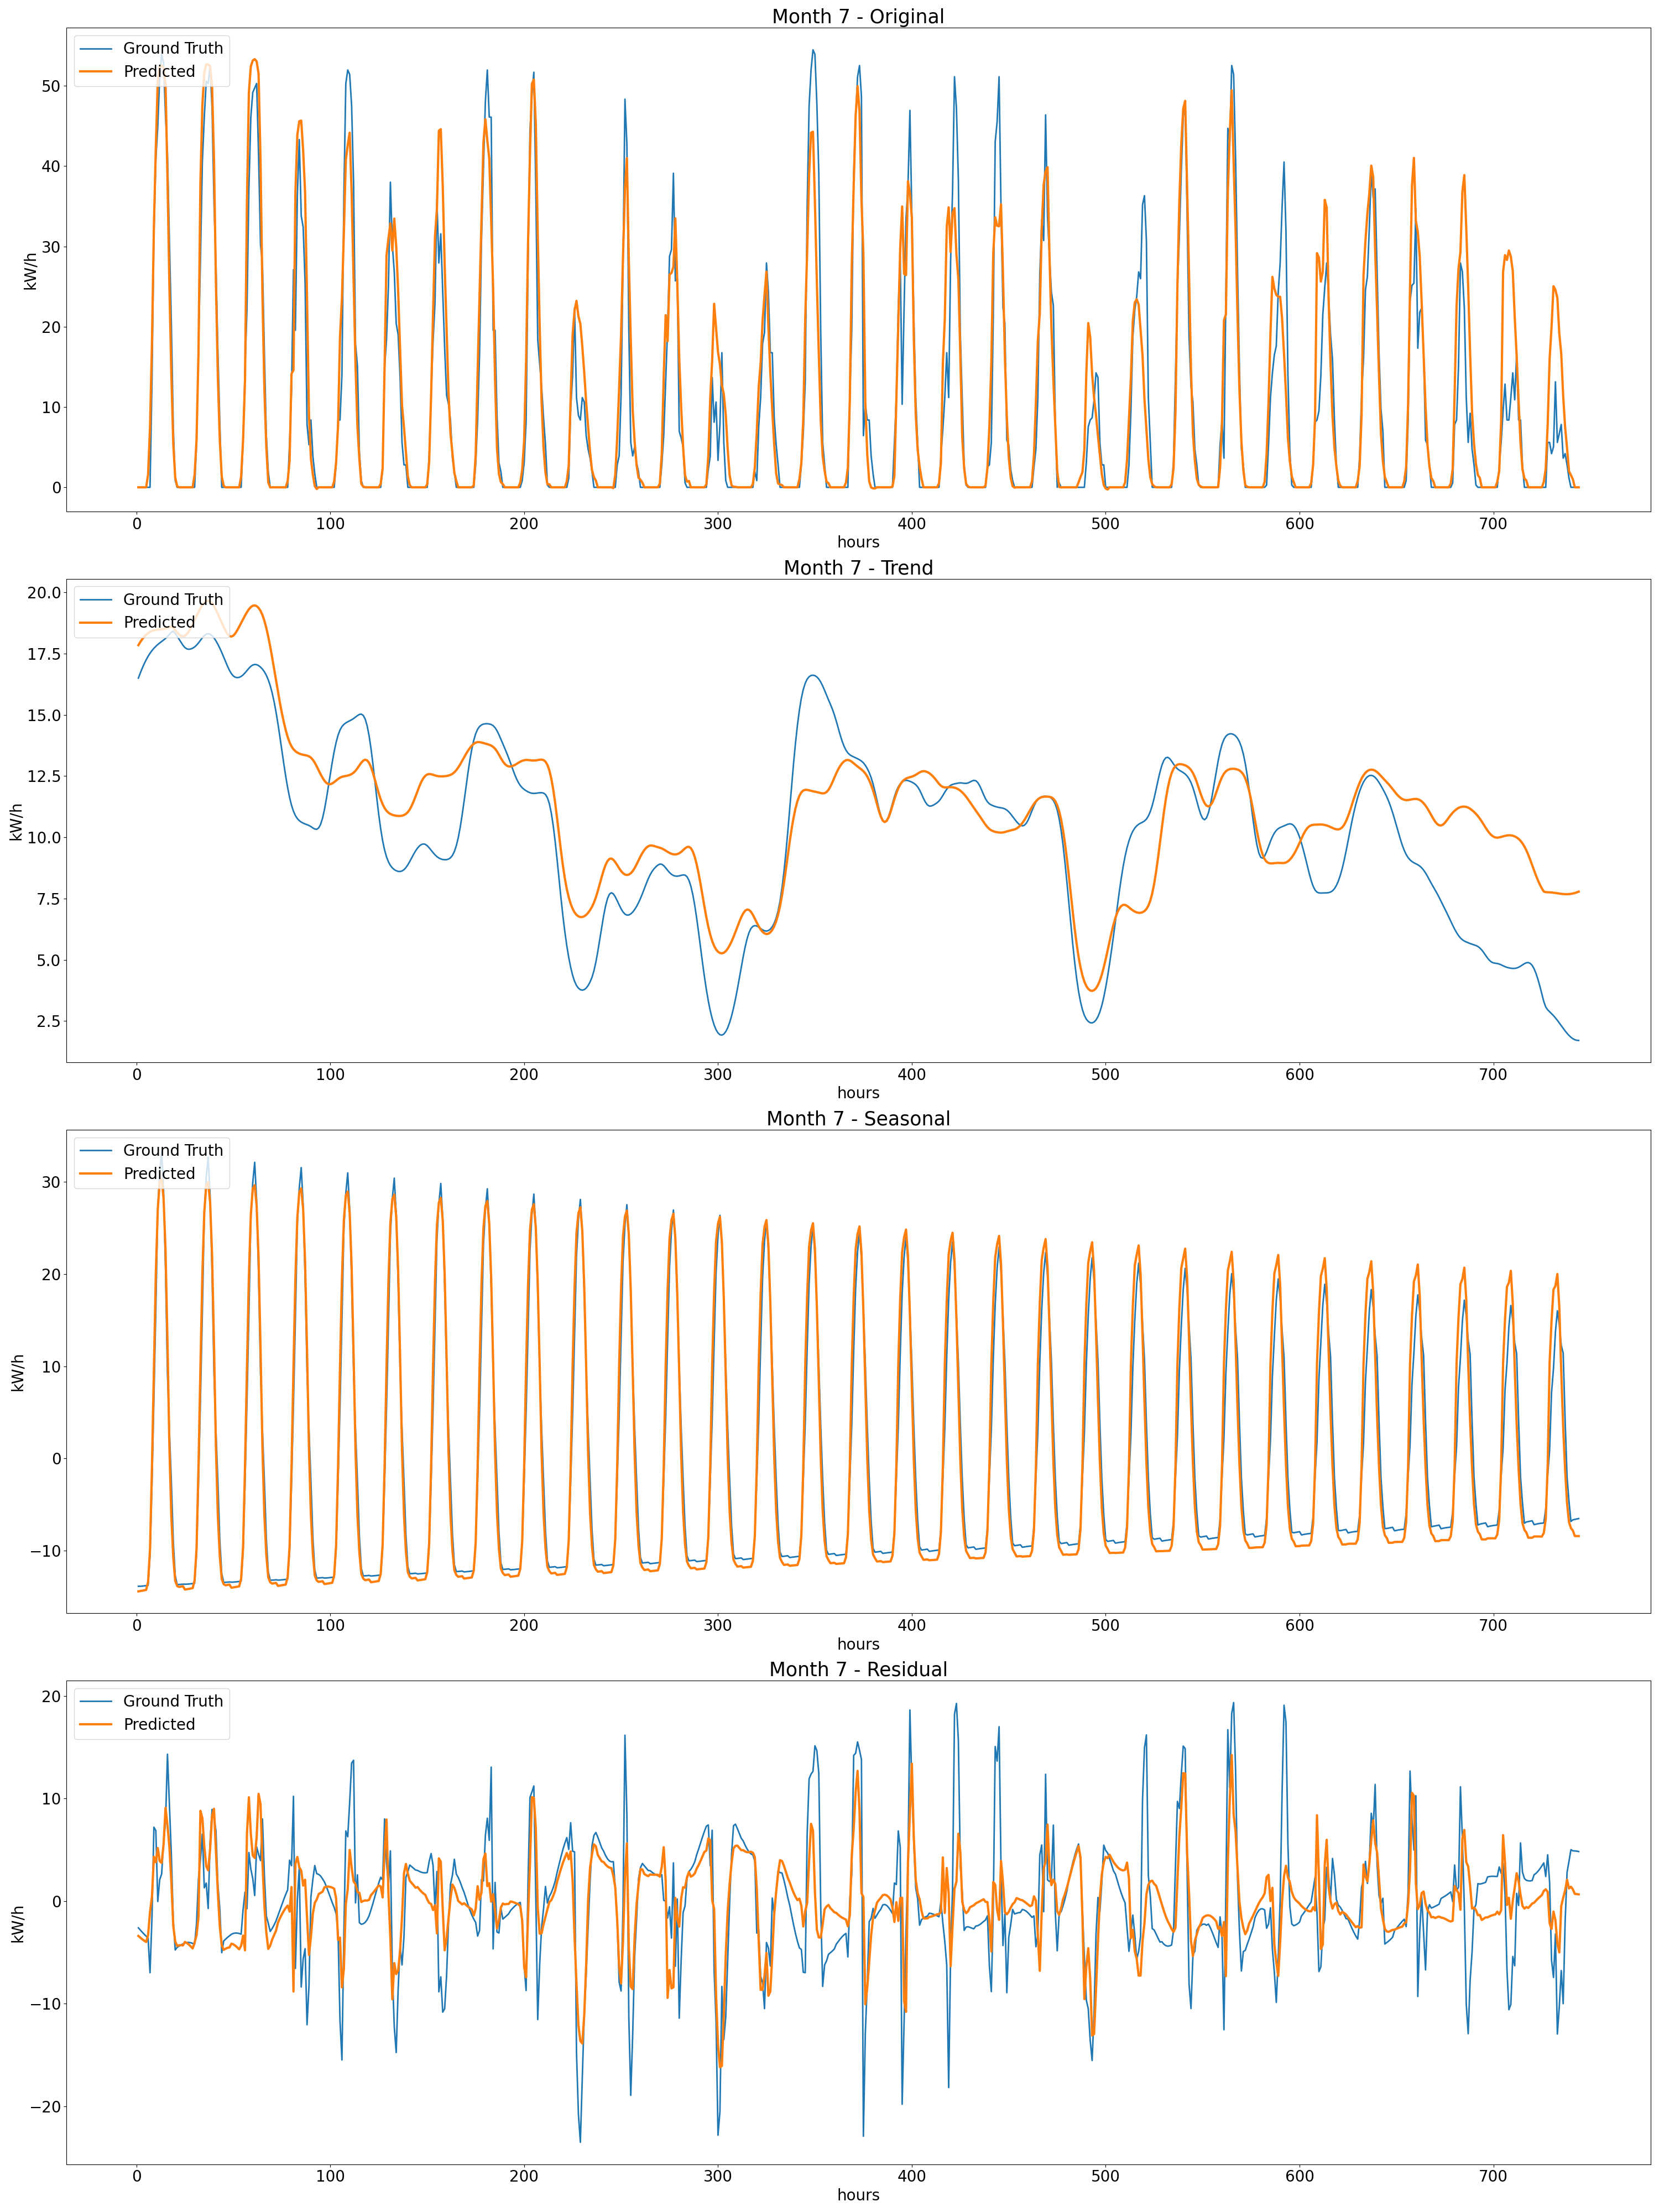 Month 7 - Original
Ground Truth
Predicted
kW/h
50
40
30
20
10
0
0 100 200 300 400 500 600 700
hours
Month 7 - Trend
Ground Truth
Predicted
kW/h
20.0
17.5
15.0
12.5
10.0
7.5
5.0
2.5
0 100 200 300 400 500 600 700
hours
Month 7 - Seasonal
Ground Truth
Predicted
kW/h
30
20
10
0
−10
0 100 200 300 400 500 600 700
hours
Month 7 - Residual
Ground Truth
Predicted
kW/h
20
10
0
−10
−20
0 100 200 300 400 500 600 700
hours